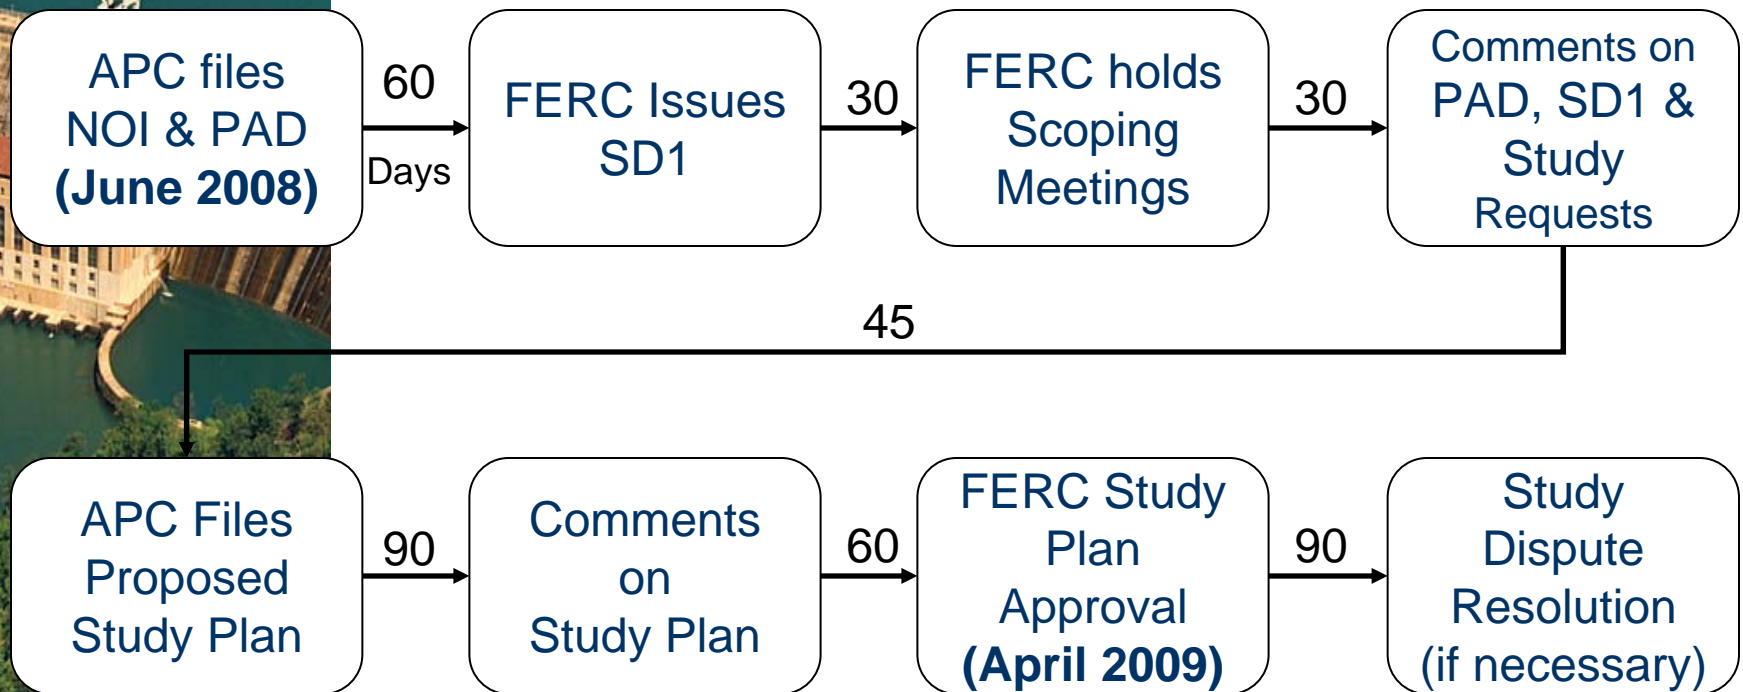 APC files
NOI & PAD
(June 2008)
60
Days
FERC Issues
SD1
30
FERC holds
Scoping
Meetings
30
Comments on
PAD, SD1 &
Study
Requests
45
APC Files
Proposed
Study Plan
90
Comments
on
Study Plan
60
FERC Study
Plan
Approval
(April 2009)
90
Study
Dispute
Resolution
(if necessary)